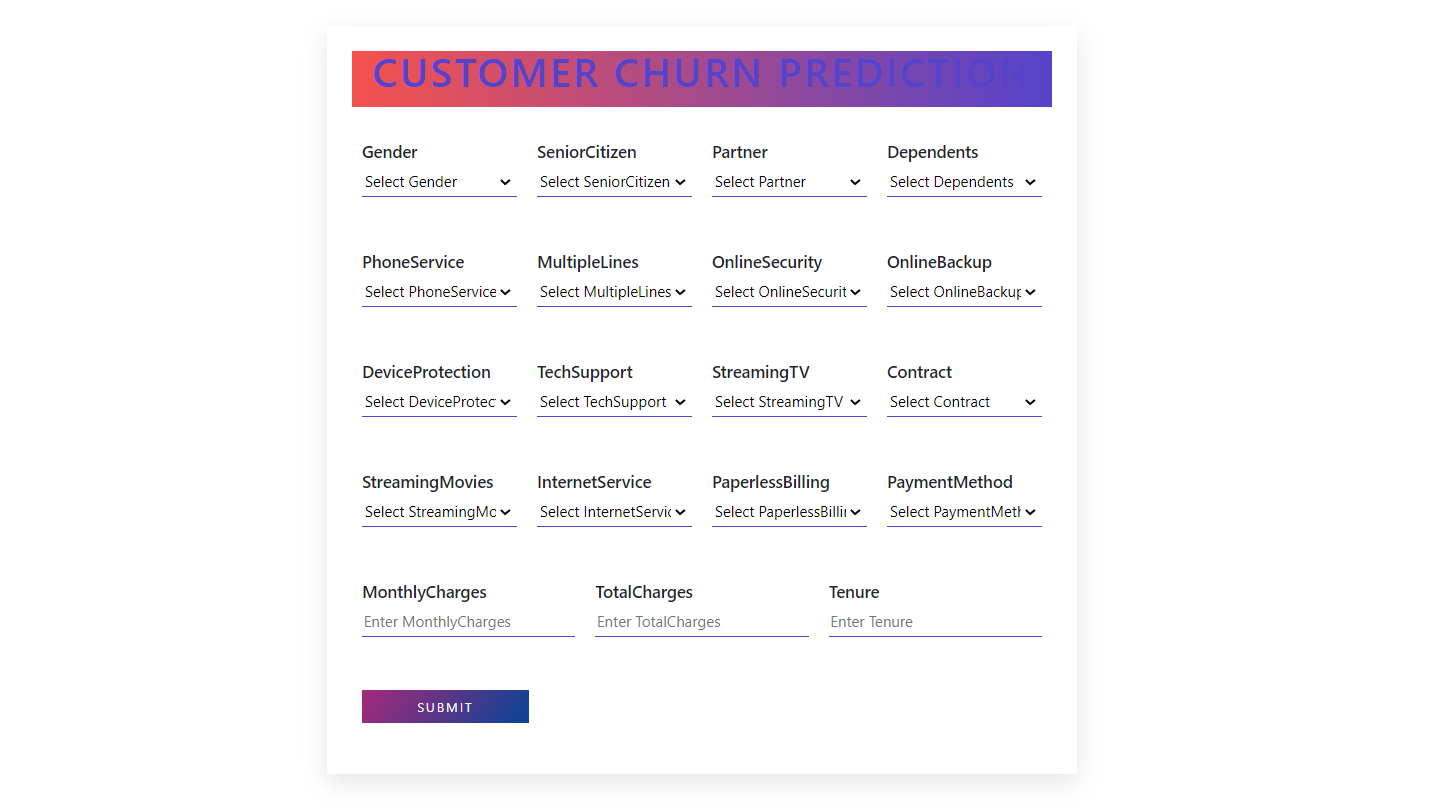 CUSTOMER CHURN PREDICTION
Gender SeniorCitizen Partner Dependents
Select Gender Select SeniorCitizen Select Partner Select Dependents
PhoneService MultipleLines OnlineSecurity OnlineBackup
Select PhoneService Select MultipleLines Select OnlineSecurit Select OnlineBackup
DeviceProtection TechSupport StreamingTV Contract
Select DeviceProtec Select TechSupport Select StreamingTV Select Contract
StreamingMovies InternetService PaperlessBilling PaymentMethod
Select StreamingMo Select InternetServic Select PaperlessBillin Select PaymentMeth
MonthlyCharges TotalCharges Tenure
Enter MonthlyCharges Enter TotalCharges Enter Tenure
SUBMIT